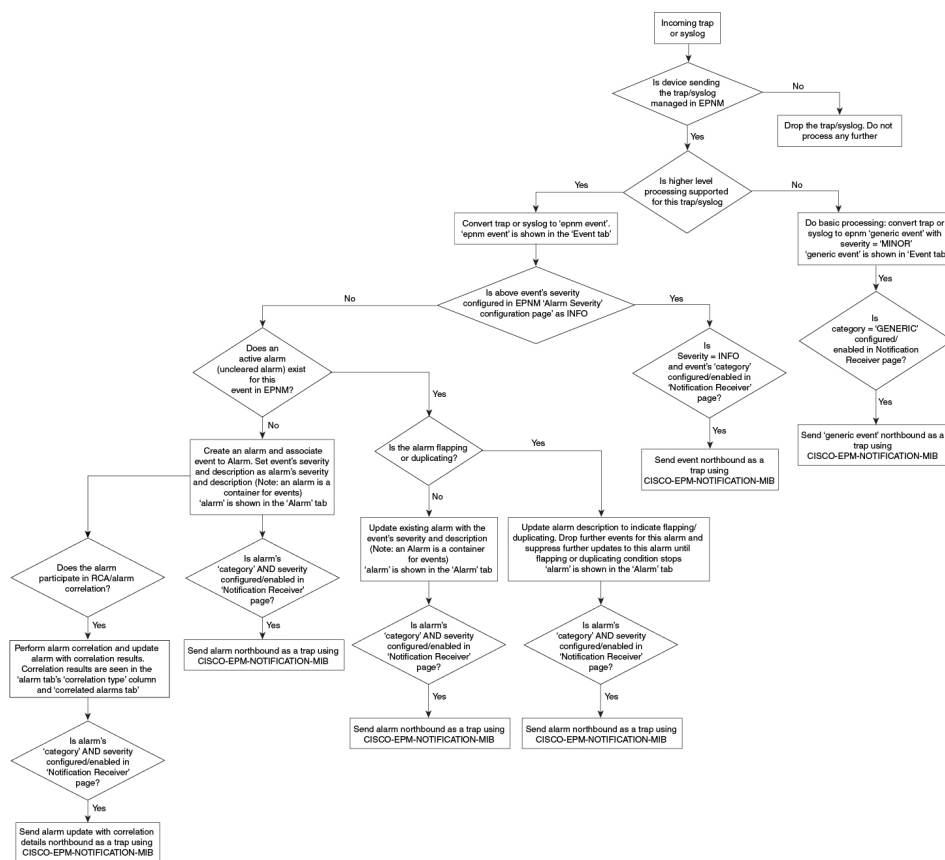 Incoming trap
or syslog
Is device sending
the trap/syslog
managed in EPNM
No
Drop the trap/syslog. Do not
process any further
Yes
Is higher level
processing supported
for this trap/syslog
Yes
No
Convert trap or syslog to 'epnm event'.
'epnm event' is shown in the 'Event tab'
Do basic processing: convert trap or
syslog to epnm 'generic event' with
severity = 'MINOR'
'generic event' is shown in 'Event tab
Is above event's severity
configured in EPNM 'Alarm Severity'
configuration page' as INFO
No
Yes
Yes
Does an
active alarm
(uncleared alarm) exist
for this
event in EPNM?
Is
Severity = INFO
and event's 'category'
configured/enabled in
'Notification Receiver'
page?
Is
category = 'GENERIC'
configured/
enabled in Notification
Receiver page?
Yes
No
Yes
Yes
Create an alarm and associate
event to Alarm. Set event's severity
and description as alarm's severity
and description (Note: an alarm is a
container for events)
'alarm' is shown in the 'Alarm' tab
Is the alarm flapping
or duplicating?
Yes
Send event northbound as a
trap using
CISCO-EPM-NOTIFICATION-MIB
Send 'generic event' northbound as a
trap using
CISCO-EPM-NOTIFICATION-MIB
No
Update existing alarm with the
event's severity and description
(Note: an Alarm is a container
for events)
'alarm' is shown in the 'Alarm' tab
Update alarm description to indicate flapping/
duplicating. Drop further events for this alarm and
suppress further updates to this alarm until
flapping or duplicating condition stops
'alarm' is shown in the 'Alarm' tab
Does the alarm
participate in RCA/alarm
correlation?
Is alarm's
'category' AND severity
configured/enabled in
'Notification Receiver'
page?
Yes
Yes
Is alarm's
'category' AND severity
configured/enabled in
'Notification Receiver'
page?
Is alarm's
'category' AND severity
configured/enabled in
'Notification Receiver'
page?
Perform alarm correlation and update
alarm with correlation results.
Correlation results are seen in the
'alarm tab's 'correlation type' column
and 'correlated alarms tab'
Send alarm northbound as a trap using
CISCO-EPM-NOTIFICATION-MIB
Yes
Yes
Send alarm northbound as a trap using
CISCO-EPM-NOTIFICATION-MIB
Send alarm northbound as a trap using
CISCO-EPM-NOTIFICATION-MIB
Is alarm's
'category' AND severity
configured/enabled in
'Notification Receiver'
page?
Yes
Send alarm update with correlation
details northbound as a trap using
CISCO-EPM-NOTIFICATION-MIB